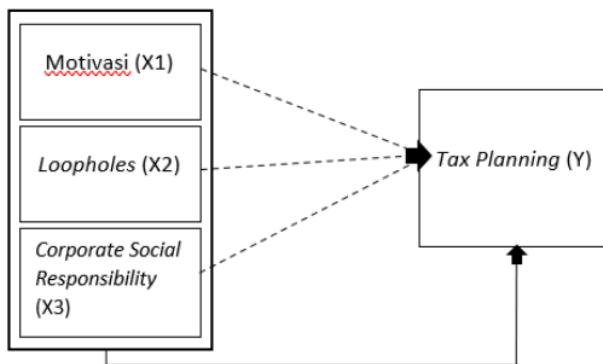 Motivasi (X1)
Loopholes (X2)
Corporate Social
Responsibility
(X3)
Tax Planning (Y)